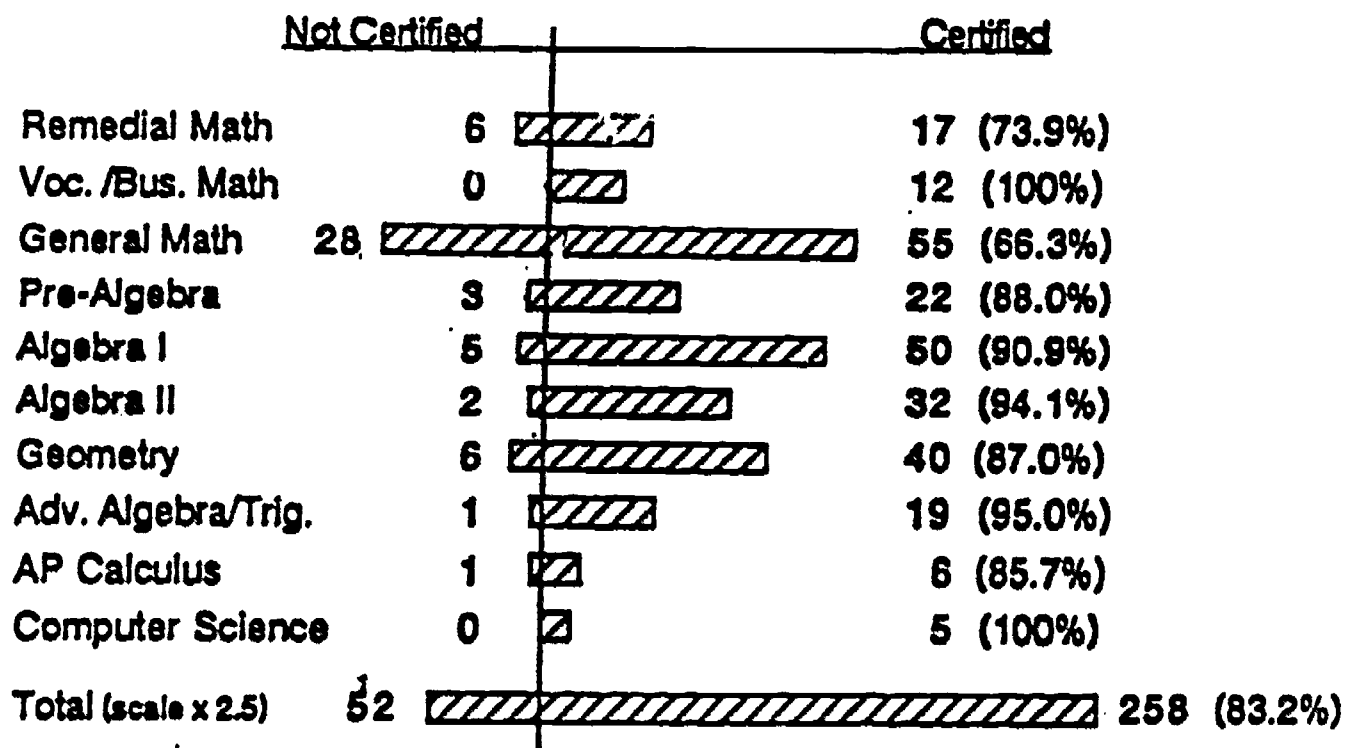 Not Certified Certified
Remedial Math 6 17 (73.9%)
Voc. /Bus. Math 0 12 (100%)
General Math 28 55 (66.3%)
Pre-Algebra 3 22 (88.0%)
Algebra I 5 50 (90.9%)
Algebra II 2 32 (94.1%)
Geometry 6 40 (87.0%)
Adv. Algebra/Trig. 1 19 (95.0%)
AP Calculus 1 6 (85.7%)
Computer Science 0 5 (100%)
Total (scale x 2.5) 52 258 (83.2%)